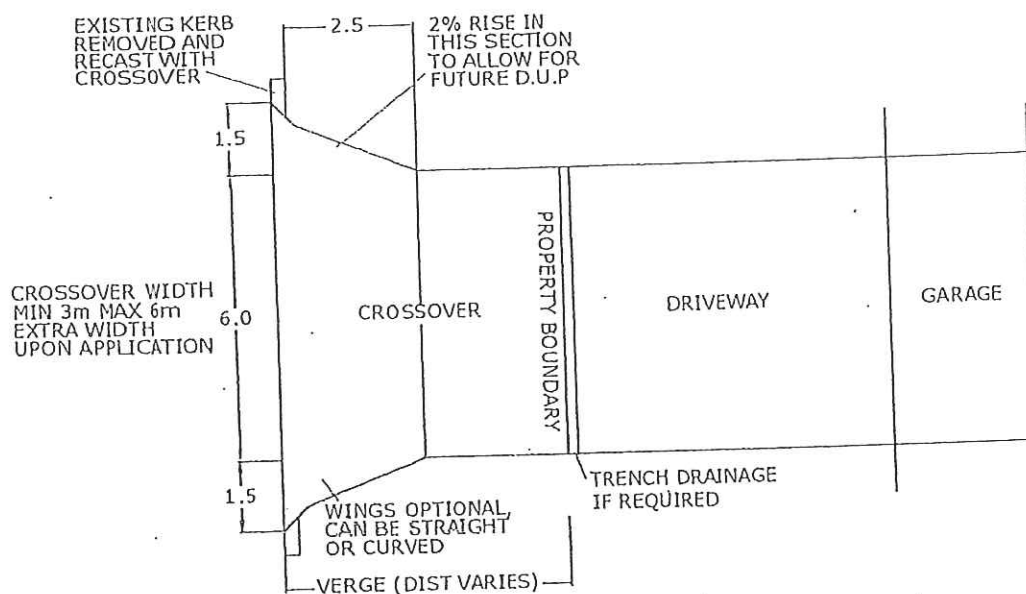 EXISTING KERB
REMOVED AND
RECAST WITH
CROSSOVER
2.5
2% RISE IN
THIS SECTION
TO ALLOW FOR
FUTURE D.U.P
1.5
CROSSOVER WIDTH
MIN 3m MAX 6m
EXTRA WIDTH
UPON APPLICATION
6.0
CROSSOVER
PROPERTY BOUNDARY
DRIVEWAY
GARAGE
1.5
WINGS OPTIONAL,
CAN BE STRAIGHT
OR CURVED
TRENCH DRAINAGE
IF REQUIRED
VERGE (DIST VARIES)